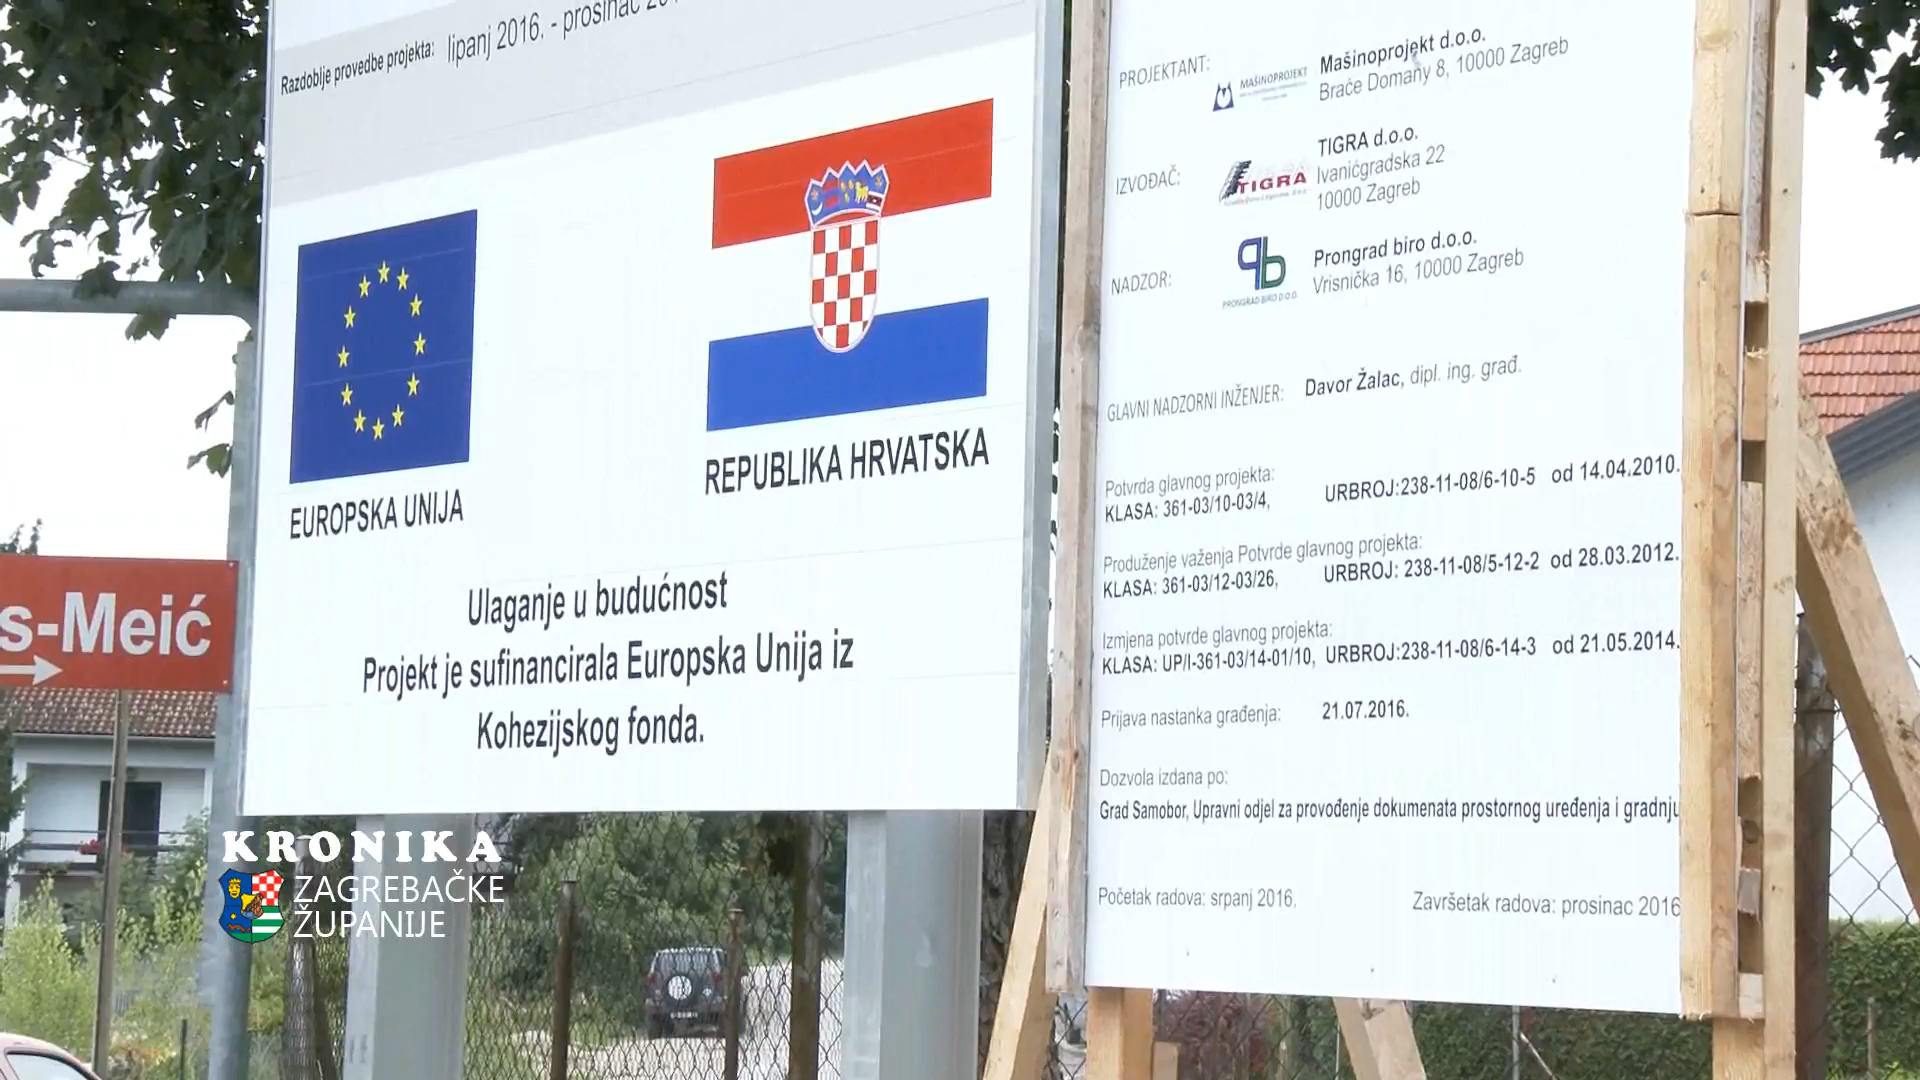 Razdoblje provedbe projekta: lipanj 2016. - prosinac
EUROPSKA UNIJA
REPUBLIKA HRVATSKA
Ulaganje u budućnost
Projekt je sufinancirala Europska Unija iz
Kohezijskog fonda.
PROJEKTANT:
MAŠINOPROJEKT
Mašinoprojekt d.o.o.
Braće Domany 8, 10000 Zagreb
IZVOĐAČ:
TIGRA
TIGRA d.o.o.
Ivanićgradska 22
10000 Zagreb
NADZOR:
pb
PRONGRAD BIRO D.O.O.
Prongrad biro d.o.o.
Vrisnička 16, 10000 Zagreb
GLAVNI NADZORNI INŽENJER: Davor Žalac, dipl. ing. građ.
Potvrda glavnog projekta:
KLASA: 361-03/10-03/4, URBROJ:238-11-08/6-10-5 od 14.04.2010.
Produženje važenja Potvrde glavnog projekta:
KLASA: 361-03/12-03/26, URBROJ: 238-11-08/5-12-2 od 28.03.2012.
Izmjena potvrde glavnog projekta:
KLASA: UP/I-361-03/14-01/10, URBROJ:238-11-08/6-14-3 od 21.05.2014.
Prijava nastanka građenja: 21.07.2016.
Dozvola izdana po:
Grad Samobor, Upravni odjel za provođenje dokumenata prostornog uređenja i gradnju
Početak radova: srpanj 2016. Završetak radova: prosinac 2016
s-Meić
KRONIKA
ZAGREBAČKE
ŽUPANIJE